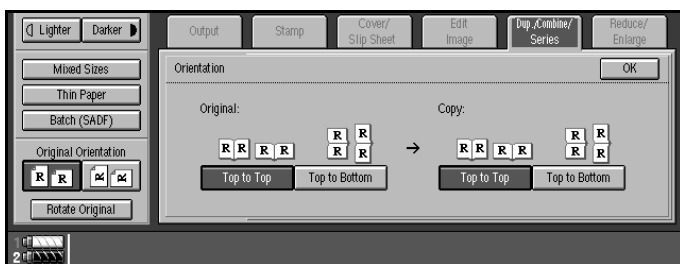 Lighter Darker
Mixed Sizes
Thin Paper
Batch (SADF)
Original Orientation
R R R R
Rotate Original
1
2
Output
Stamp
Cover/
Slip Sheet
Edit
Image
Dup./Combine/
Series
Reduce/
Enlarge
Orientation
OK
Original:
Copy:
R R R R R R R R
Top to Top Top to Bottom
→
R R R R R R R R
Top to Top Top to Bottom